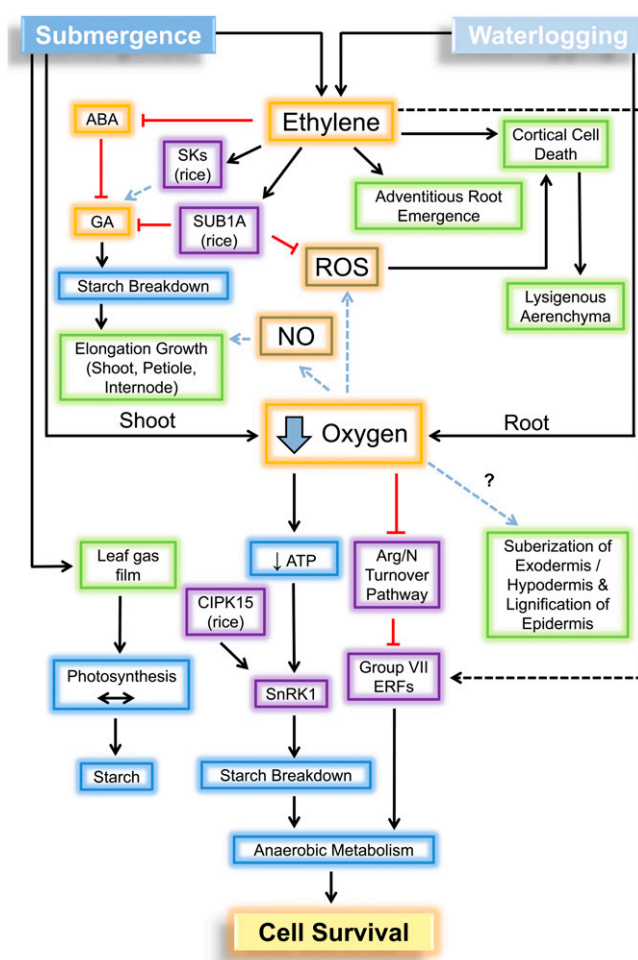 Submergence
Waterlogging
ABA
Ethylene
Cortical Cell
Death
SKs
(rice)
Adventitious Root
Emergence
GA
SUB1A
(rice)
ROS
Starch Breakdown
Lysigenous
Aerenchyma
NO
Elongation Growth
(Shoot, Petiole,
Internode)
Shoot
Oxygen
Root
?
Leaf gas
film
↓ ATP
Arg/N
Turnover
Pathway
Suberization of
Exodermis /
Hypodermis &
Lignification of
Epidermis
CIPK15
(rice)
Photosynthesis
SnRK1
Group VII
ERFs
Starch
Starch Breakdown
Anaerobic Metabolism
Cell Survival